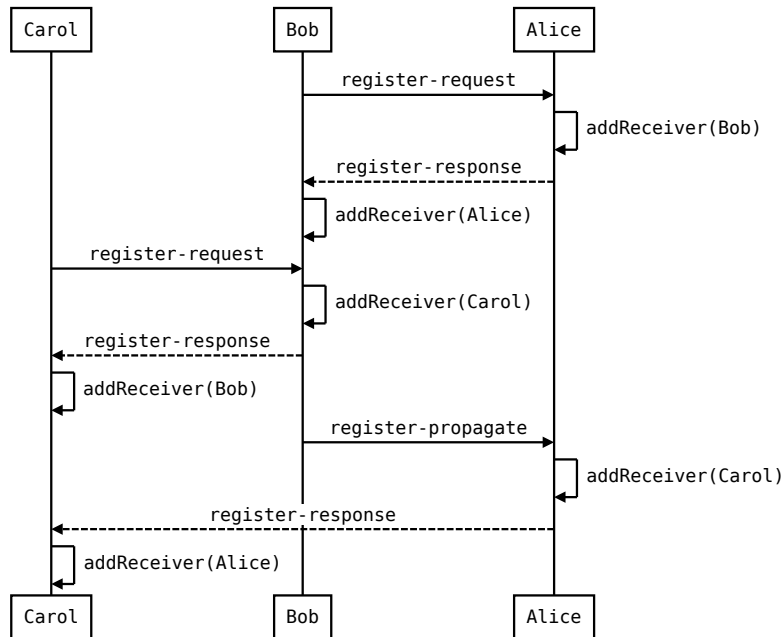 Carol
Bob
Alice
register-request
addReceiver(Bob)
register-response
addReceiver(Alice)
register-request
addReceiver(Carol)
register-response
addReceiver(Bob)
register-propagate
addReceiver(Carol)
register-response
addReceiver(Alice)
Carol
Bob
Alice